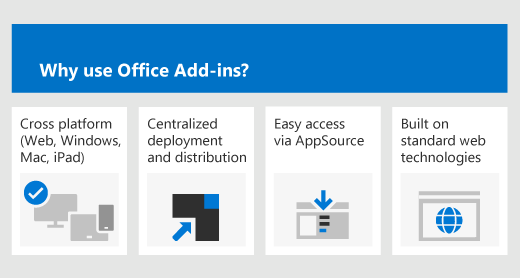 Why use Office Add-ins?
Cross platform
(Web, Windows,
Mac, iPad)
Centralized
deployment
and distribution
Easy access
via AppSource
Built on
standard web
technologies